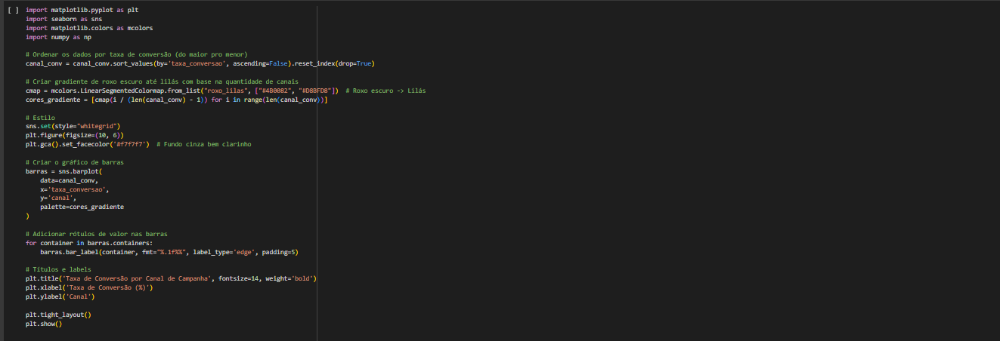 [ ] import matplotlib.pyplot as plt
import seaborn as sns
import matplotlib.colors as mcolors
import numpy as np
# Ordenar os dados por taxa de conversão (do maior pro menor)
canal_conv = canal_conv.sort_values(by='taxa_conversao', ascending=False).reset_index(drop=True)
# Criar gradiente de roxo escuro até lilás com base na quantidade de canais
cmap = mcolors.LinearSegmentedColormap.from_list("roxo_lilas", ["#4B0082", "#D8BFD8"])  # Roxo escuro -> Lilás
cores_gradiente = [cmap(i / (len(canal_conv) - 1)) for i in range(len(canal_conv))]
# Estilo
sns.set(style="whitegrid")
plt.figure(figsize=(10, 6))
plt.gca().set_facecolor('#f7f7f7')  # Fundo cinza bem clarinho
# Criar o gráfico de barras
barras = sns.barplot(
    data=canal_conv,
    x='taxa_conversao',
    y='canal',
    palette=cores_gradiente
)
# Adicionar rótulos de valor nas barras
for container in barras.containers:
    barras.bar_label(container, fmt="%.1f%%", label_type='edge', padding=5)
# Títulos e labels
plt.title('Taxa de Conversão por Canal de Campanha', fontsize=14, weight='bold')
plt.xlabel('Taxa de Conversão (%)')
plt.ylabel('Canal')
plt.tight_layout()
plt.show()